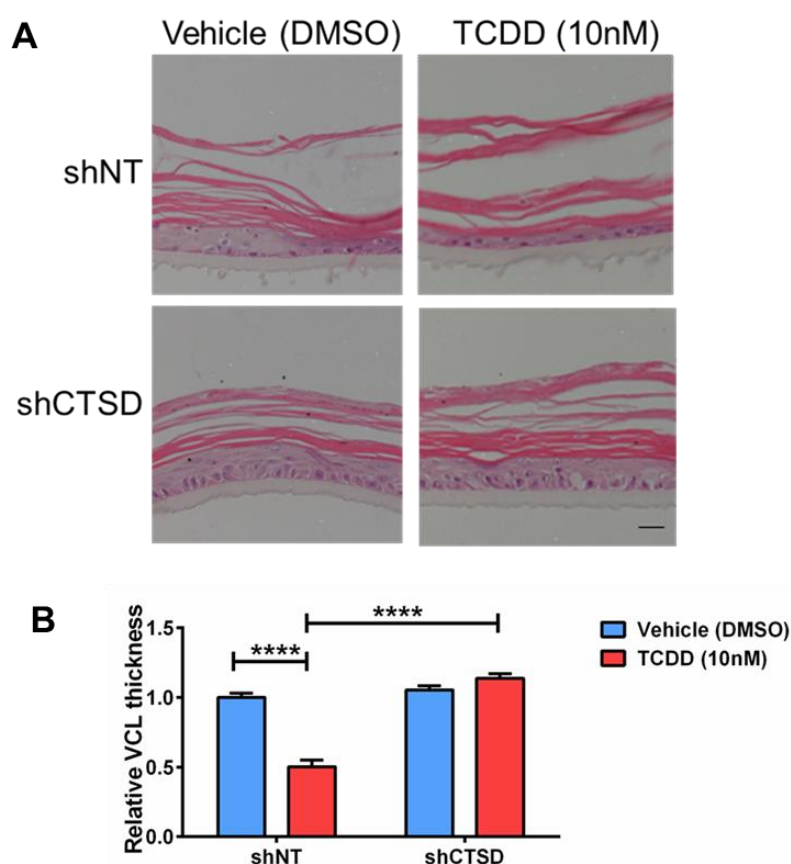 A
Vehicle (DMSO)
TCDD (10nM)
shNT
shCTSD
B
Relative VCL thickness
1.5
1.0
0.5
0.0
****
****
shNT
shCTSD
Vehicle (DMSO)
TCDD (10nM)